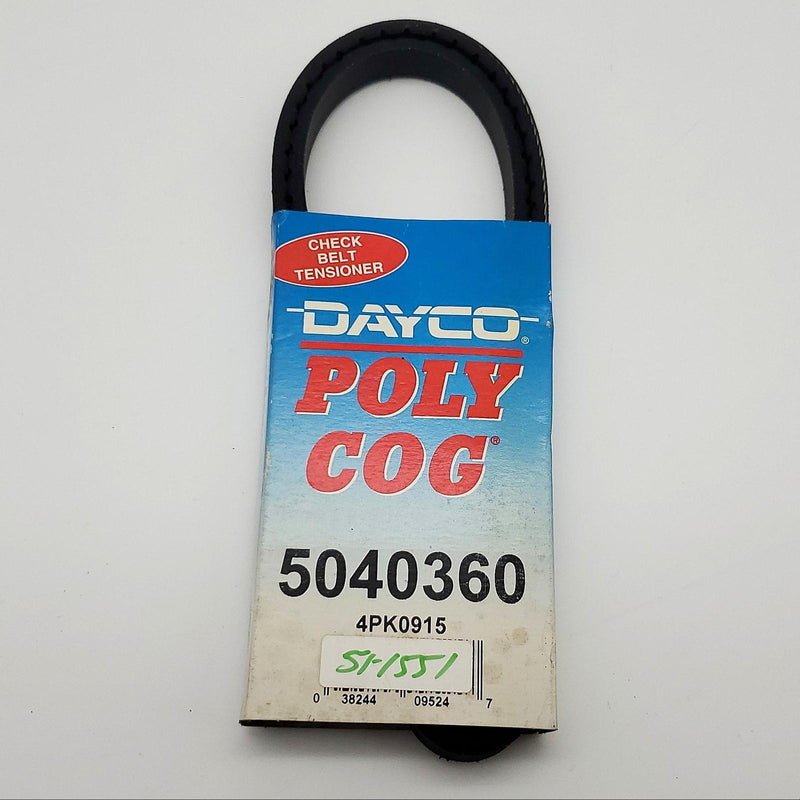 CHECK
BELT
TENSIONER
DAYCO®
POLY
COG®
5040360
4PK0915
51-1551
0 38244 09524 7